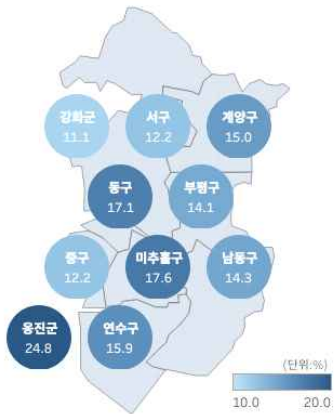 강화군
11.1
서구
12.2
계양구
15.0
동구
17.1
부평구
14.1
중구
12.2
미추홀구
17.6
남동구
14.3
옹진군
24.8
연수구
15.9
(단위:%)
10.0 20.0